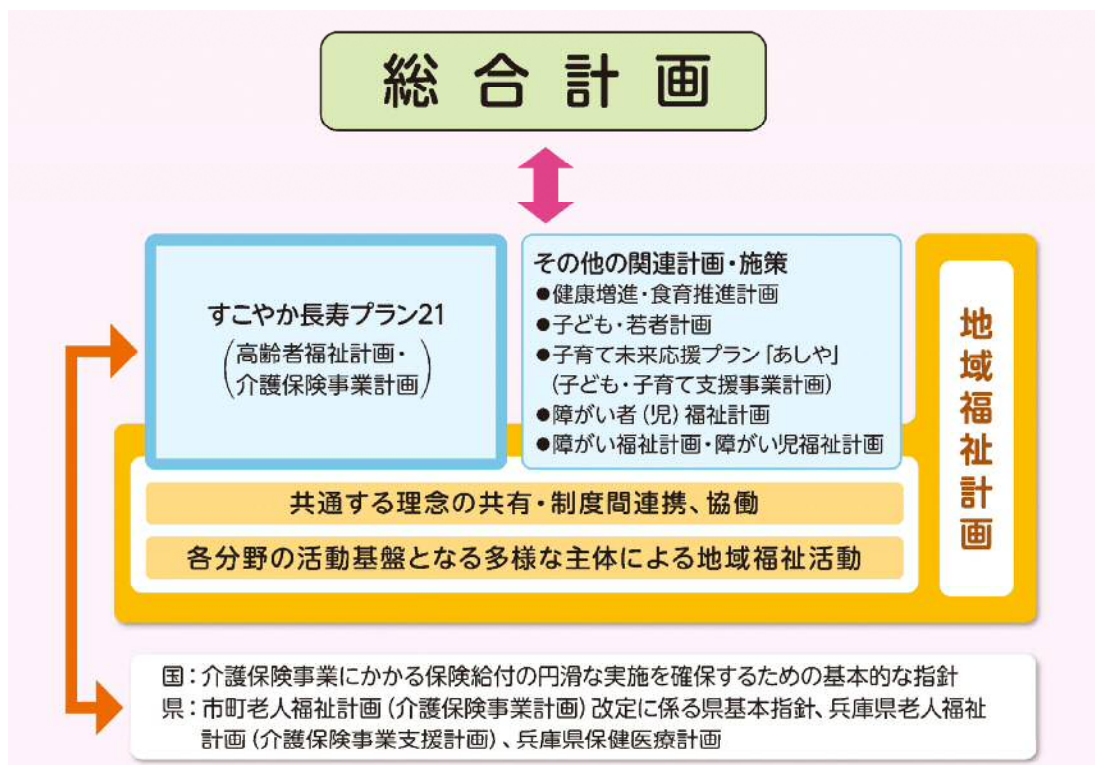 総合計画
すこやか長寿プラン21
(高齢者福祉計画・
介護保険事業計画)
その他の関連計画・施策
●健康増進・食育推進計画
●子ども・若者計画
●子育て未来応援プラン「あしや」
(子ども・子育て支援事業計画)
●障がい者(児)福祉計画
●障がい福祉計画・障がい児福祉計画
地域福祉計画
共通する理念の共有・制度間連携、協働
各分野の活動基盤となる多様な主体による地域福祉活動
国:介護保険事業にかかる保険給付の円滑な実施を確保するための基本的な指針
県:市町老人福祉計画(介護保険事業計画)改定に係る県基本指針、兵庫県老人福祉
計画(介護保険事業支援計画)、兵庫県保健医療計画